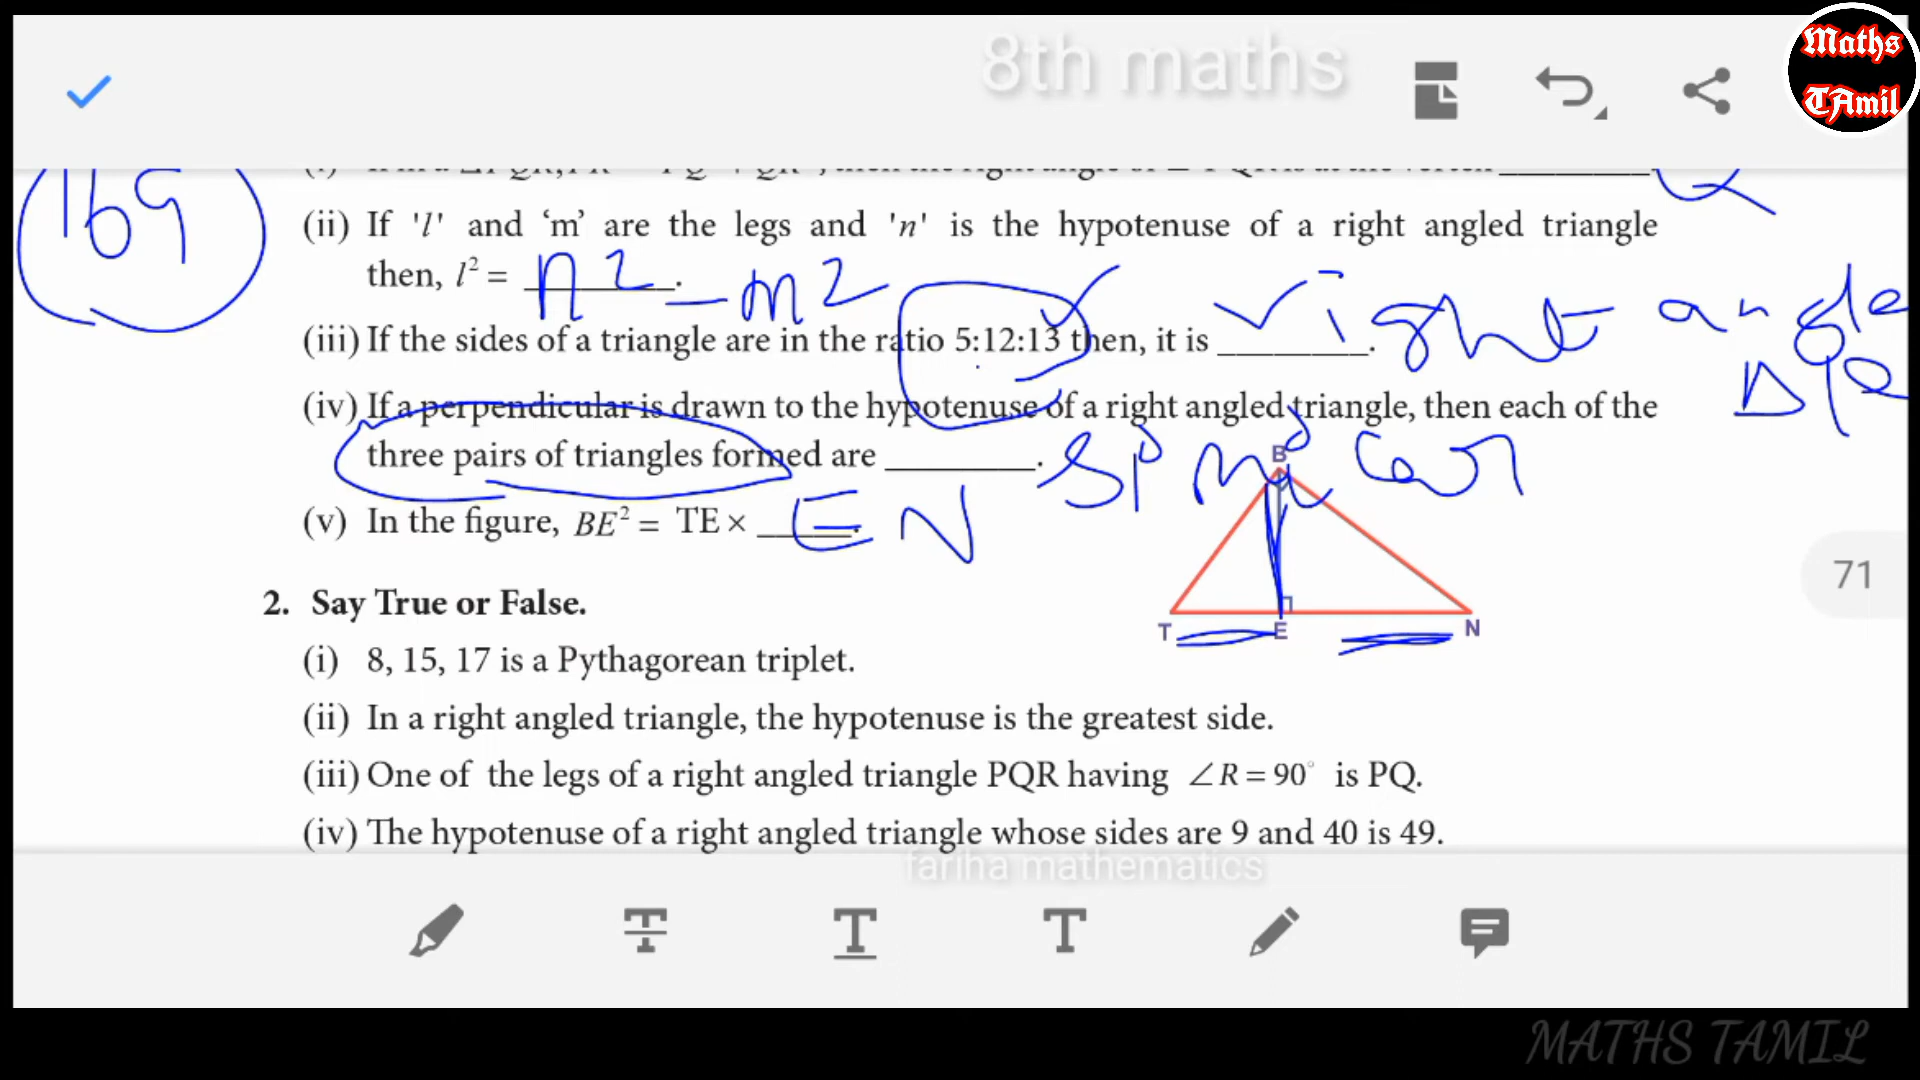 8th maths
Maths
TAmil
169
Q
(ii) If 'l' and ‘m’ are the legs and 'n' is the hypotenuse of a right angled triangle
then, l² = ________. n² - m²
(iii) If the sides of a triangle are in the ratio 5:12:13 then, it is ________. right angle
(iv) If a perpendicular is drawn to the hypotenuse of a right angled triangle, then each of the
three pairs of triangles formed are ________.
B
(v) In the figure, BE² = TE × ______. EN
T E N
71
2. Say True or False.
(i) 8, 15, 17 is a Pythagorean triplet.
(ii) In a right angled triangle, the hypotenuse is the greatest side.
(iii) One of the legs of a right angled triangle PQR having ∠R = 90° is PQ.
(iv) The hypotenuse of a right angled triangle whose sides are 9 and 40 is 49.
fariha mathematics
T T T
MATHS TAMIL